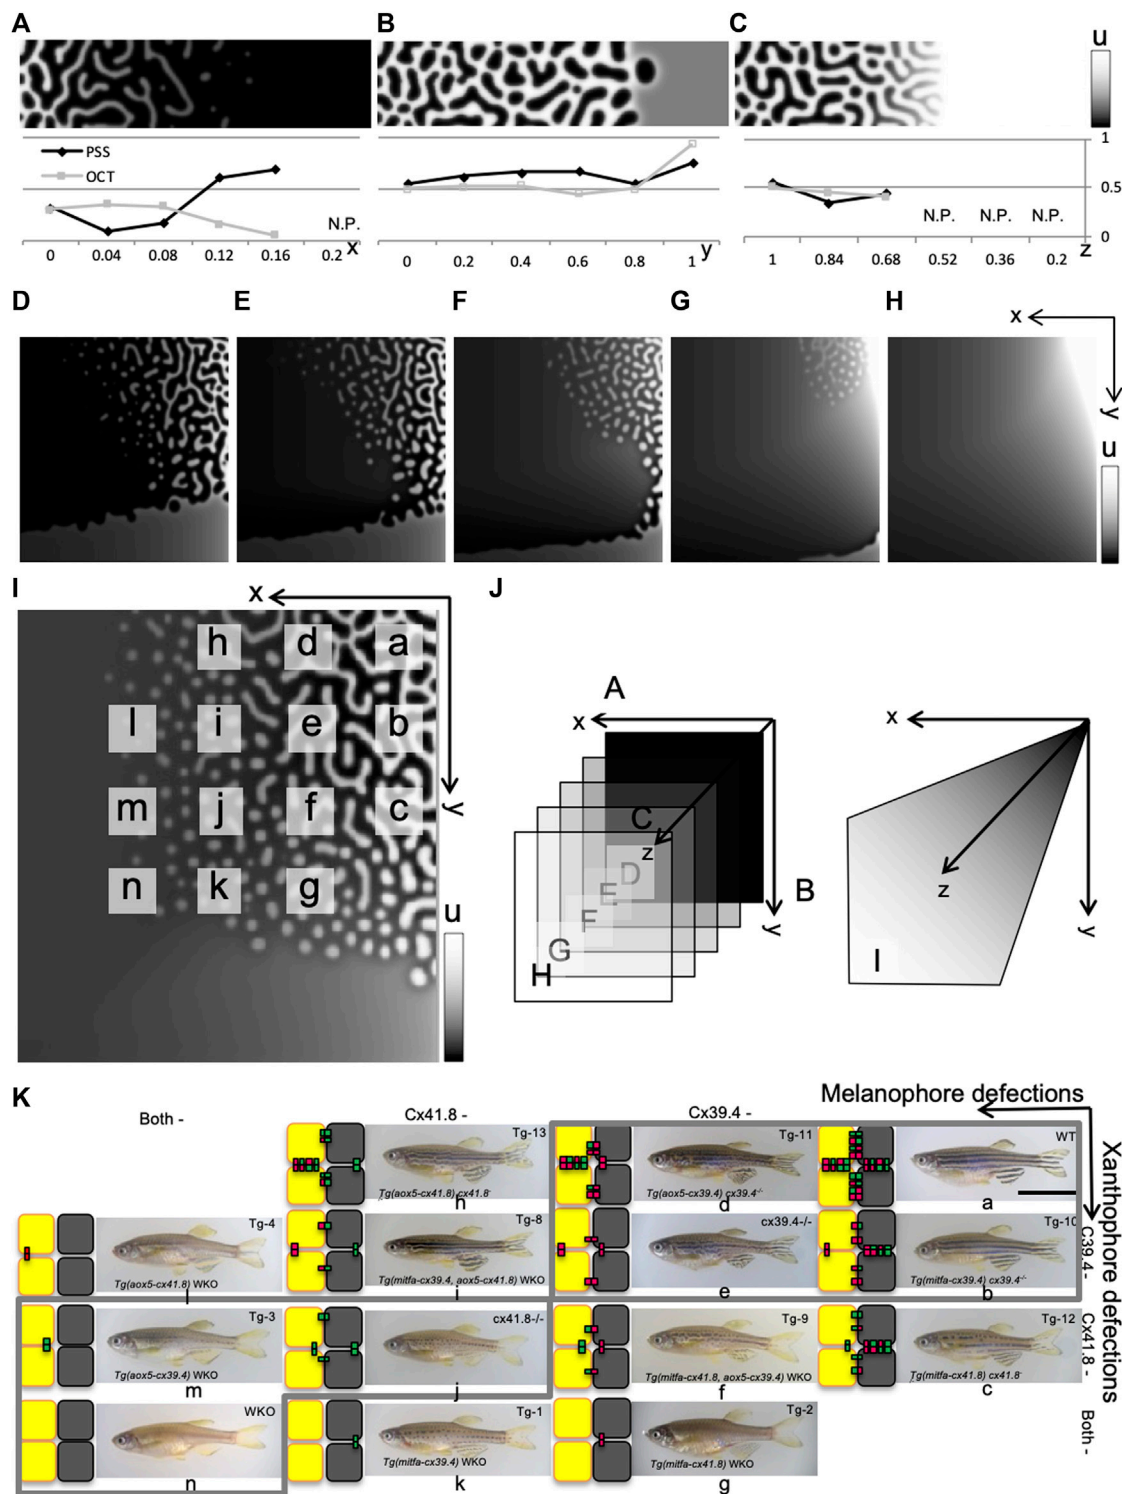 A
B
C
u
PSS
OCT
1
0.5
0
N.P.
N.P.
N.P.
N.P.
x
y
z
0
0.04
0.08
0.12
0.16
0.2
0
0.2
0.4
0.6
0.8
1
1
0.84
0.68
0.52
0.36
0.2
D
E
F
G
H
x
y
u
I
J
x
h
d
a
l
i
e
b
m
j
f
c
n
k
g
y
u
A
x
C
z
D
E
F
G
H
B
y
x
z
y
I
K
Melanophore defections
Both -
Cx41.8 -
Cx39.4 -
Tg-13
Tg(aox5-cx41.8) cx41.8-
h
Tg-11
Tg(aox5-cx39.4) cx39.4-/-
d
WT
a
Xanthophore defections
Tg-4
Tg(aox5-cx41.8) WKO
l
Tg-8
Tg(mitfa-cx39.4, aox5-cx41.8) WKO
i
cx39.4-/-
e
Tg-10
Tg(mitfa-cx39.4) cx39.4-/-
b
C39.4 -
Tg-3
Tg(aox5-cx39.4) WKO
m
cx41.8-/-
j
Tg-9
Tg(mitfa-cx41.8, aox5-cx39.4) WKO
f
Tg-12
Tg(mitfa-cx41.8) cx41.8-
c
Cx41.8 -
WKO
n
Tg-1
Tg(mitfa-cx39.4) WKO
k
Tg-2
Tg(mitfa-cx41.8) WKO
g
Both -